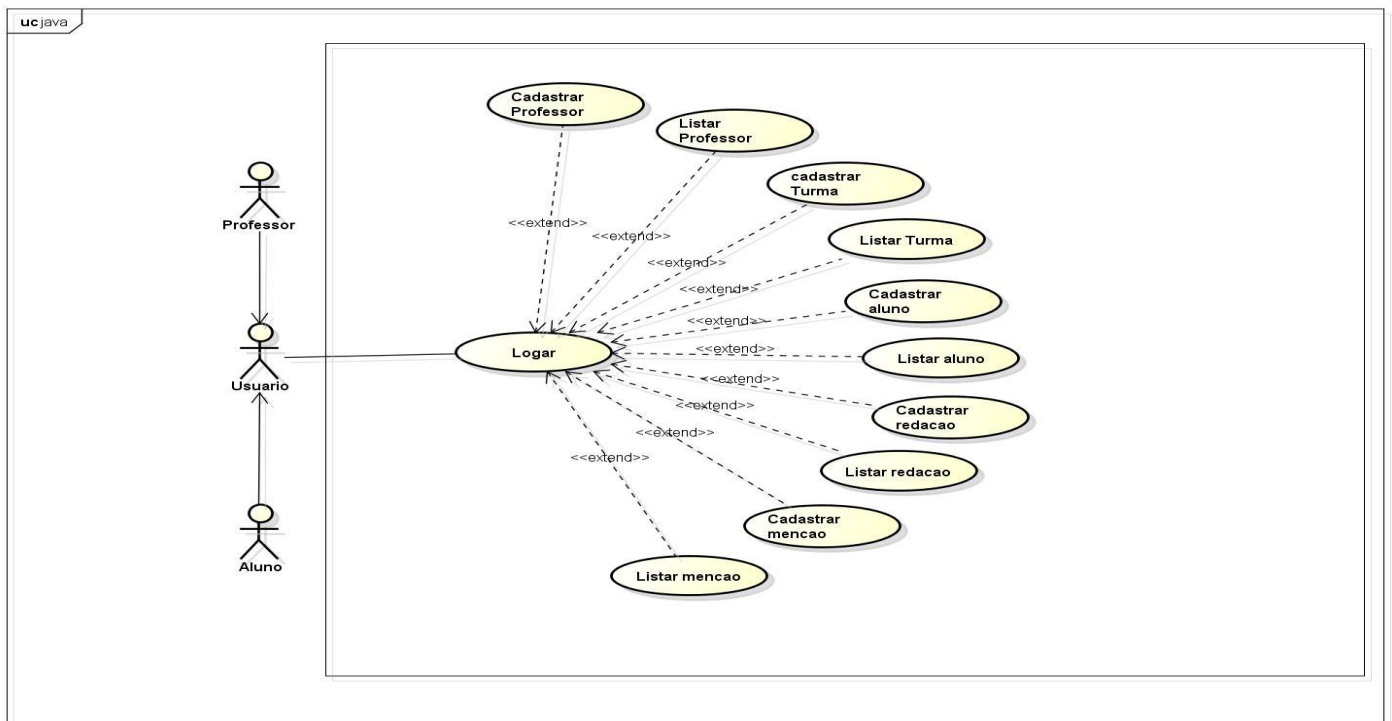 uc java
Cadastrar
Professor
Listar
Professor
cadastrar
Turma
Professor
<<extend>>
<<extend>>
Listar Turma
<<extend>>
<<extend>>
Cadastrar
aluno
<<extend>>
Logar
<<extend>>
Listar aluno
Usuario
<<extend>>
<<extend>>
Cadastrar
redacao
<<extend>>
<<extend>>
Listar redacao
Cadastrar
mencao
Aluno
Listar mencao